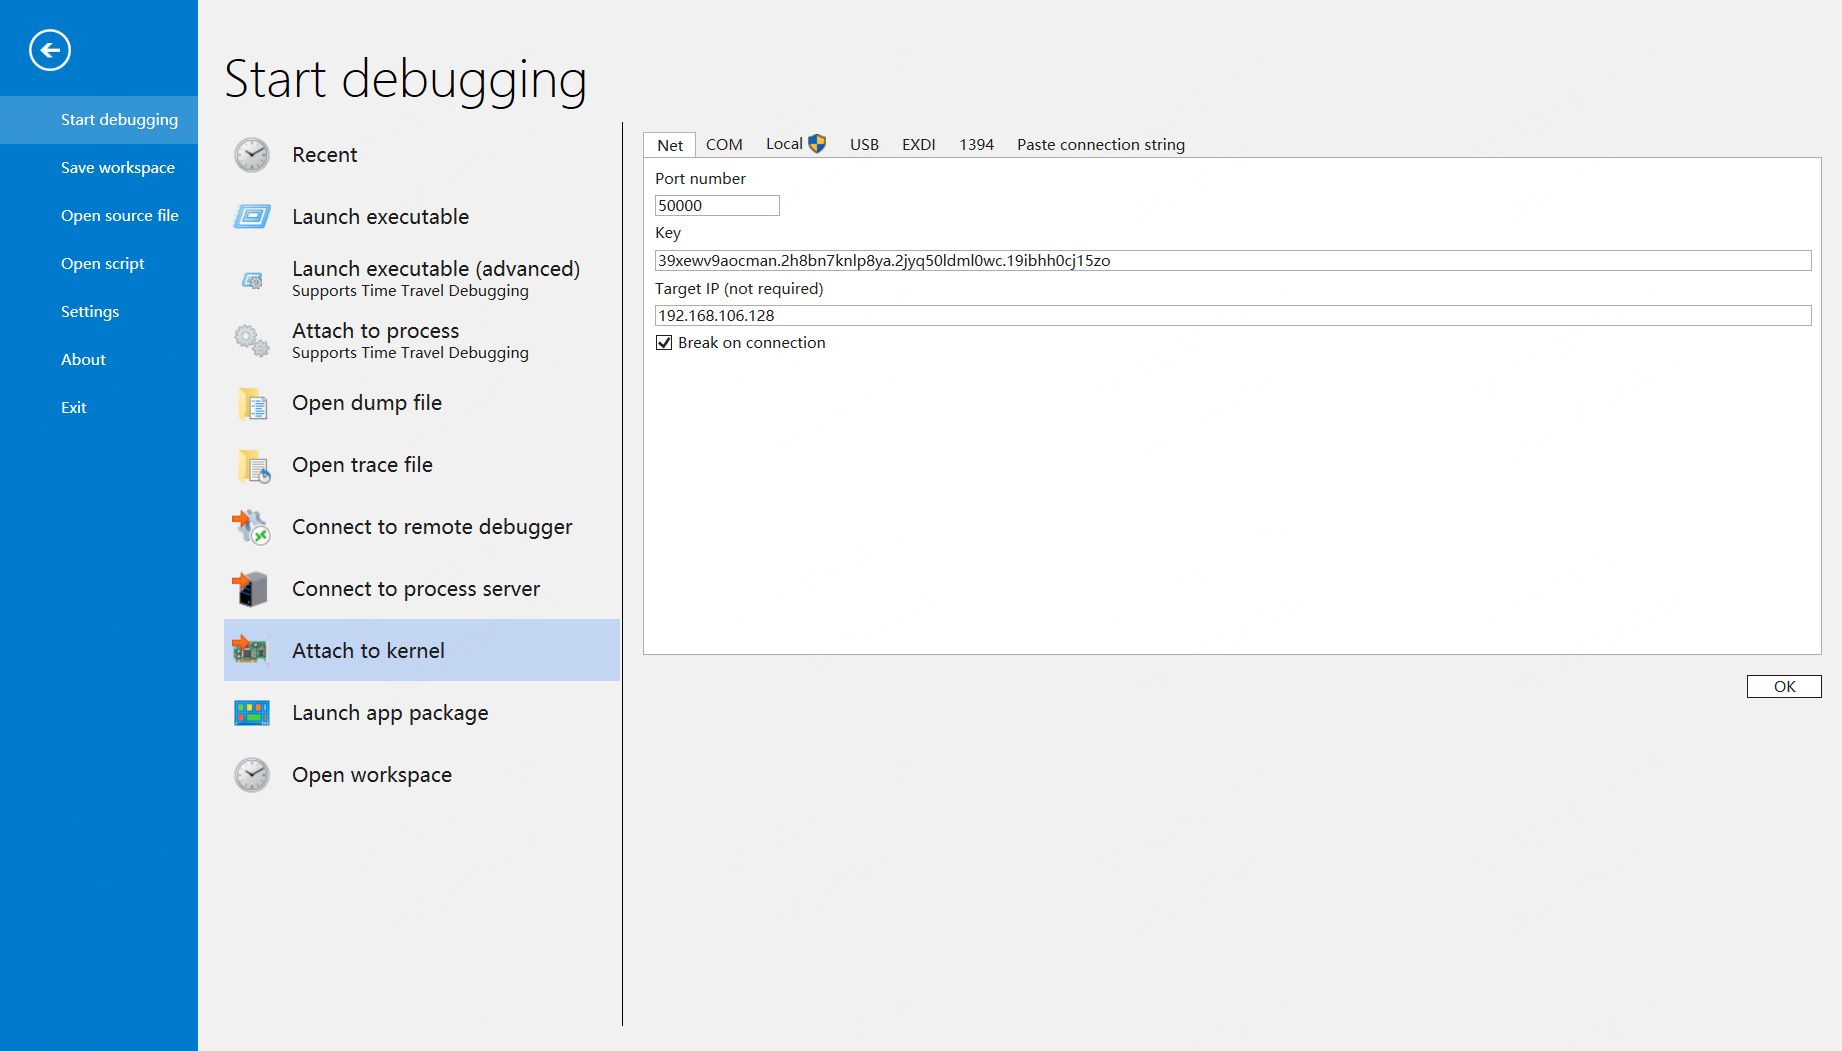 Start debugging
Save workspace
Open source file
Open script
Settings
About
Exit
Start debugging
Recent
Launch executable
Launch executable (advanced)
Supports Time Travel Debugging
Attach to process
Supports Time Travel Debugging
Open dump file
Open trace file
Connect to remote debugger
Connect to process server
Attach to kernel
Launch app package
Open workspace
Net COM Local USB EXDI 1394 Paste connection string
Port number
50000
Key
39xewv9aocman.2h8bn7knlp8ya.2jyq50ldml0wc.19ibhh0cj15zo
Target IP (not required)
192.168.106.128
Break on connection
OK